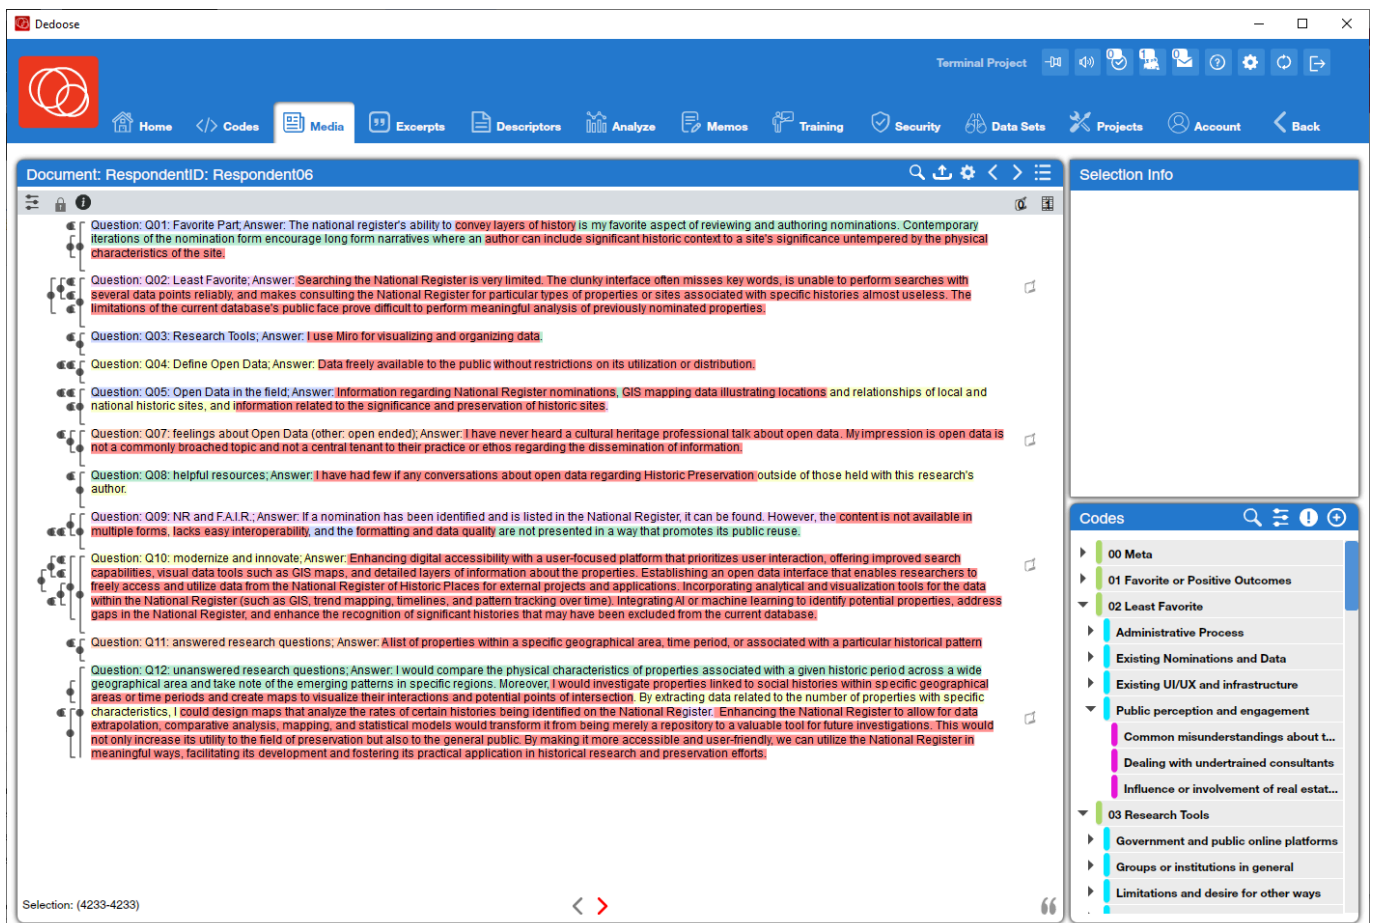 Dedoose
Terminal Project
0
1
0
Home
</> Codes
Media
Excerpts
Descriptors
Analyze
Memos
Training
Security
Data Sets
Projects
Account
Back
Document: RespondentID: Respondent06
Question: Q01: Favorite Part; Answer: The national register's ability to convey layers of history is my favorite aspect of reviewing and authoring nominations. Contemporary
iterations of the nomination form encourage long form narratives where an author can include significant historic context to a site's significance untempered by the physical
characteristics of the site.
Question: Q02: Least Favorite; Answer: Searching the National Register is very limited. The clunky interface often misses key words, is unable to perform searches with
several data points reliably, and makes consulting the National Register for particular types of properties or sites associated with specific histories almost useless. The
limitations of the current database's public face prove difficult to perform meaningful analysis of previously nominated properties.
Question: Q03: Research Tools; Answer: I use Miro for visualizing and organizing data.
Question: Q04: Define Open Data; Answer: Data freely available to the public without restrictions on its utilization or distribution.
Question: Q05: Open Data in the field; Answer: Information regarding National Register nominations, GIS mapping data illustrating locations and relationships of local and
national historic sites, and information related to the significance and preservation of historic sites.
Question: Q07: feelings about Open Data (other: open ended); Answer: I have never heard a cultural heritage professional talk about open data. My impression is open data is
not a commonly broached topic and not a central tenant to their practice or ethos regarding the dissemination of information.
Question: Q08: helpful resources; Answer: I have had few if any conversations about open data regarding Historic Preservation outside of those held with this research's
author.
Question: Q09: NR and F.A.I.R.; Answer: If a nomination has been identified and is listed in the National Register, it can be found. However, the content is not available in
multiple forms, lacks easy interoperability, and the formatting and data quality are not presented in a way that promotes its public reuse.
Question: Q10: modernize and innovate; Answer: Enhancing digital accessibility with a user-focused platform that prioritizes user interaction, offering improved search
capabilities, visual data tools such as GIS maps, and detailed layers of information about the properties. Establishing an open data interface that enables researchers to
freely access and utilize data from the National Register of Historic Places for external projects and applications. Incorporating analytical and visualization tools for the data
within the National Register (such as GIS, trend mapping, timelines, and pattern tracking over time). Integrating AI or machine learning to identify potential properties, address
gaps in the National Register, and enhance the recognition of significant histories that may have been excluded from the current database.
Question: Q11: answered research questions; Answer: A list of properties within a specific geographical area, time period, or associated with a particular historical pattern
Question: Q12: unanswered research questions; Answer: I would compare the physical characteristics of properties associated with a given historic period across a wide
geographical area and take note of the emerging patterns in specific regions. Moreover, I would investigate properties linked to social histories within specific geographical
areas or time periods and create maps to visualize their interactions and potential points of intersection. By extracting data related to the number of properties with specific
characteristics, I could design maps that analyze the rates of certain histories being identified on the National Register. Enhancing the National Register to allow for data
extrapolation, comparative analysis, mapping, and statistical models would transform it from being merely a repository to a valuable tool for future investigations. This would
not only increase its utility to the field of preservation but also to the general public. By making it more accessible and user-friendly, we can utilize the National Register in
meaningful ways, facilitating its development and fostering its practical application in historical research and preservation efforts.
Selection: (4233-4233)
Selection Info
Codes
00 Meta
01 Favorite or Positive Outcomes
02 Least Favorite
Administrative Process
Existing Nominations and Data
Existing UI/UX and infrastructure
Public perception and engagement
Common misunderstandings about t...
Dealing with undertrained consultants
Influence or involvement of real estat...
03 Research Tools
Government and public online platforms
Groups or institutions in general
Limitations and desire for other ways